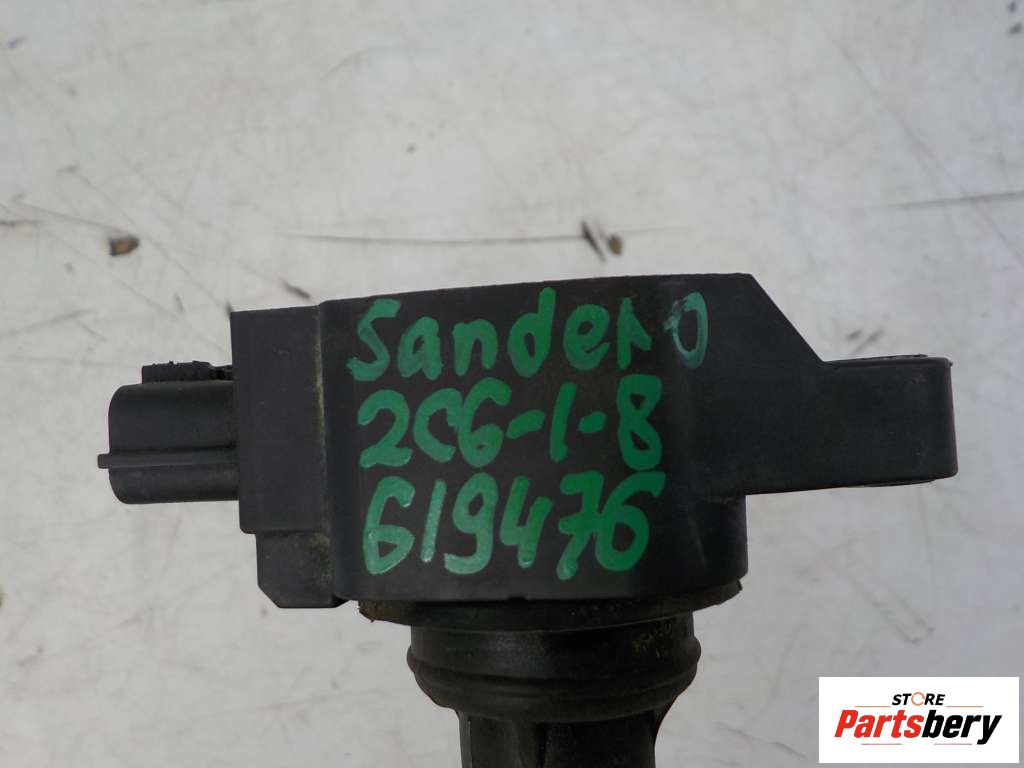 Sandero
2C6-1-8
619476
STORE
Partsbery